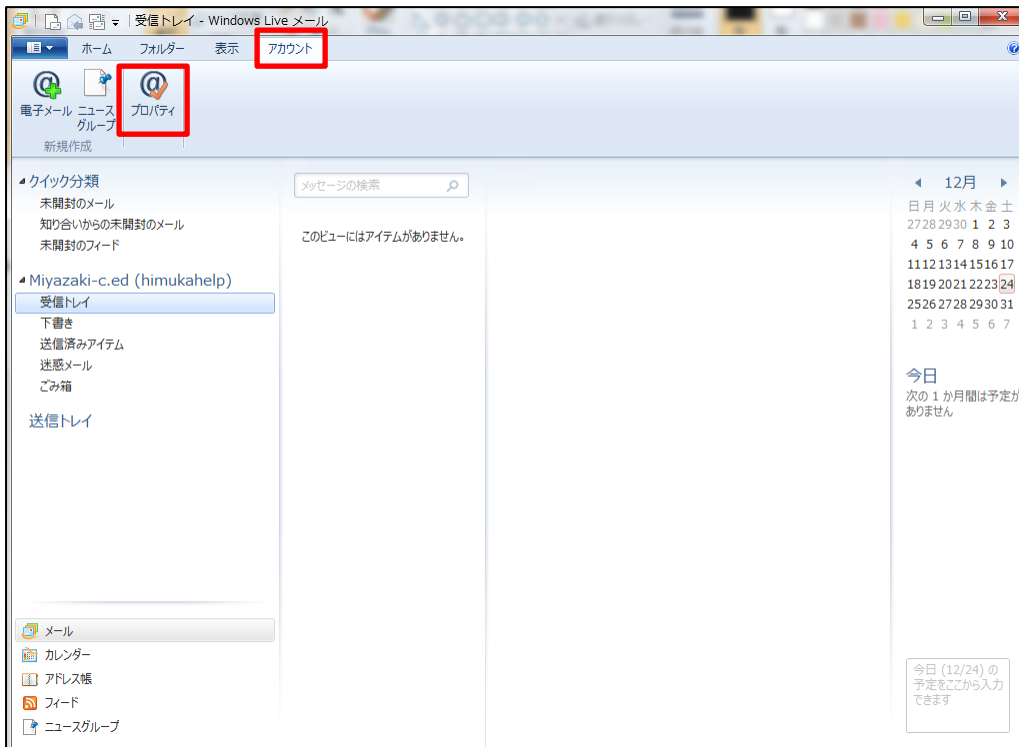 受信トレイ - Windows Live メール
ホーム フォルダー 表示 アカウント
電子メール ニュース グループ プロパティ
新規作成
クイック分類
未開封のメール
知り合いからの未開封のメール
未開封のフィード
Miyazaki-c.ed (himukahelp)
受信トレイ
下書き
送信済みアイテム
迷惑メール
ごみ箱
送信トレイ
メール
カレンダー
アドレス帳
フィード
ニュースグループ
メッセージの検索
このビューにはアイテムがありません。
12月
日 月 火 水 木 金 土
27 28 29 30 1 2 3
4 5 6 7 8 9 10
11 12 13 14 15 16 17
18 19 20 21 22 23 24
25 26 27 28 29 30 31
1 2 3 4 5 6 7
今日
次の 1 か月間は予定が
ありません
今日 (12/24) の
予定をここから入力
できます